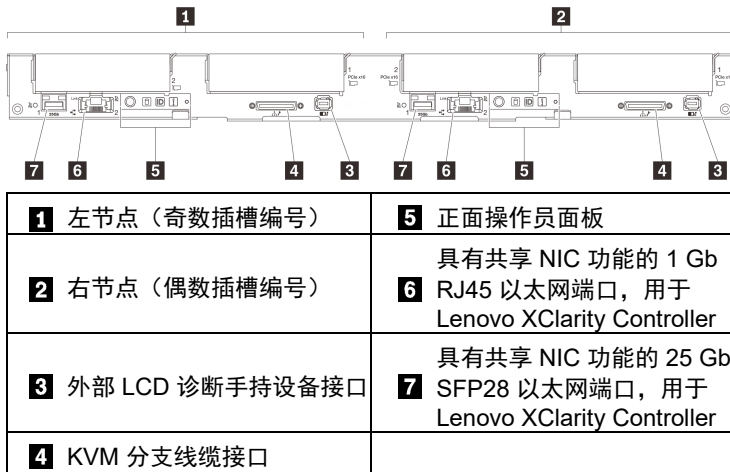 1 2
2
1
PCIe x16
2
PCIe x16
2
1
PCIe x16
1 2 1 2
7 6 5 4 3 7 6 5 4 3
1 左节点（奇数插槽编号）
5 正面操作员面板
2 右节点（偶数插槽编号）
6 具有共享 NIC 功能的 1 Gb
RJ45 以太网端口，用于
Lenovo XClarity Controller
3 外部 LCD 诊断手持设备接口
7 具有共享 NIC 功能的 25 Gb
SFP28 以太网端口，用于
Lenovo XClarity Controller
4 KVM 分支线缆接口